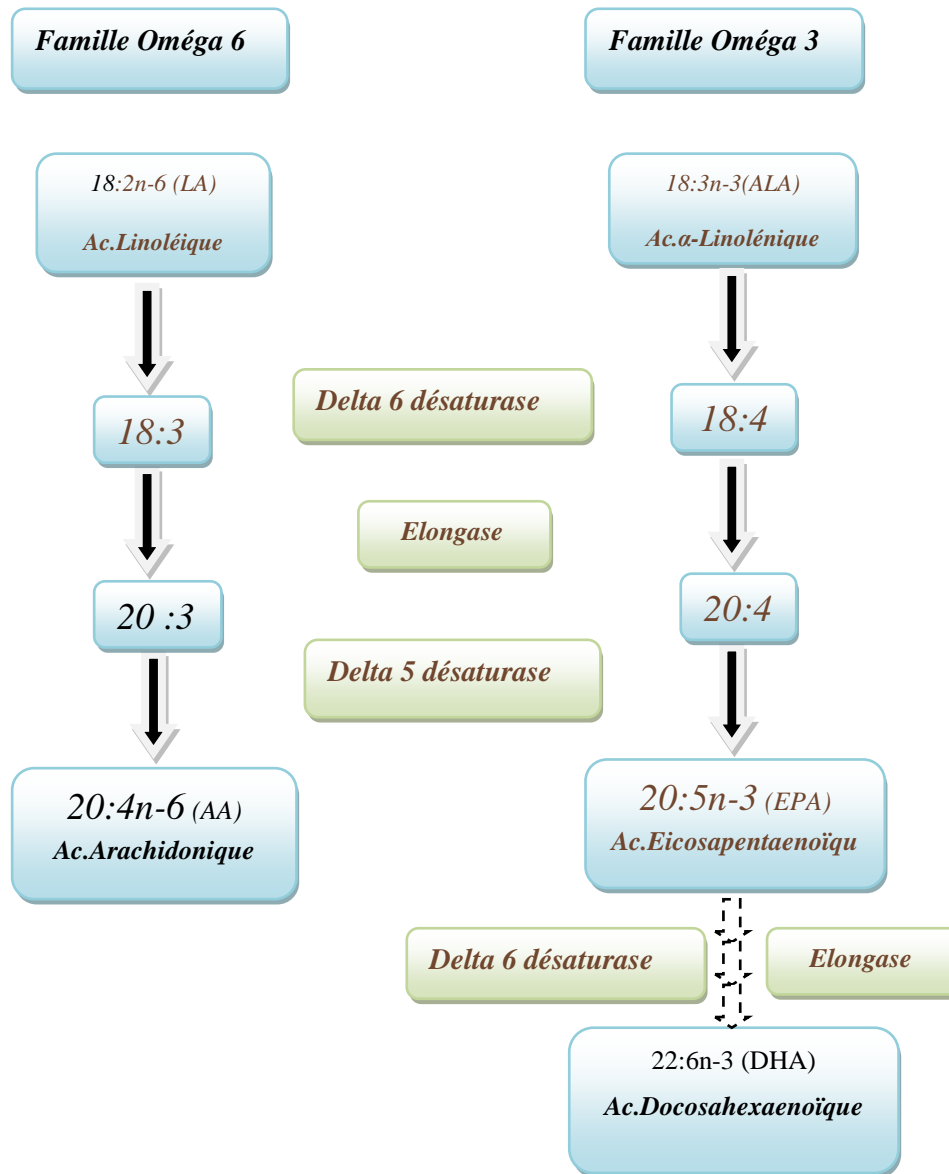 Famille Oméga 6
Famille Oméga 3
18:2n-6 (LA)
Ac.Linoléique
18:3n-3(ALA)
Ac.α-Linolénique
Delta 6 désaturase
18:3
18:4
Elongase
20 :3
20:4
Delta 5 désaturase
20:4n-6 (AA)
Ac.Arachidonique
20:5n-3 (EPA)
Ac.Eicosapentaenoïqu
Delta 6 désaturase
Elongase
22:6n-3 (DHA)
Ac.Docosahexaenoïque